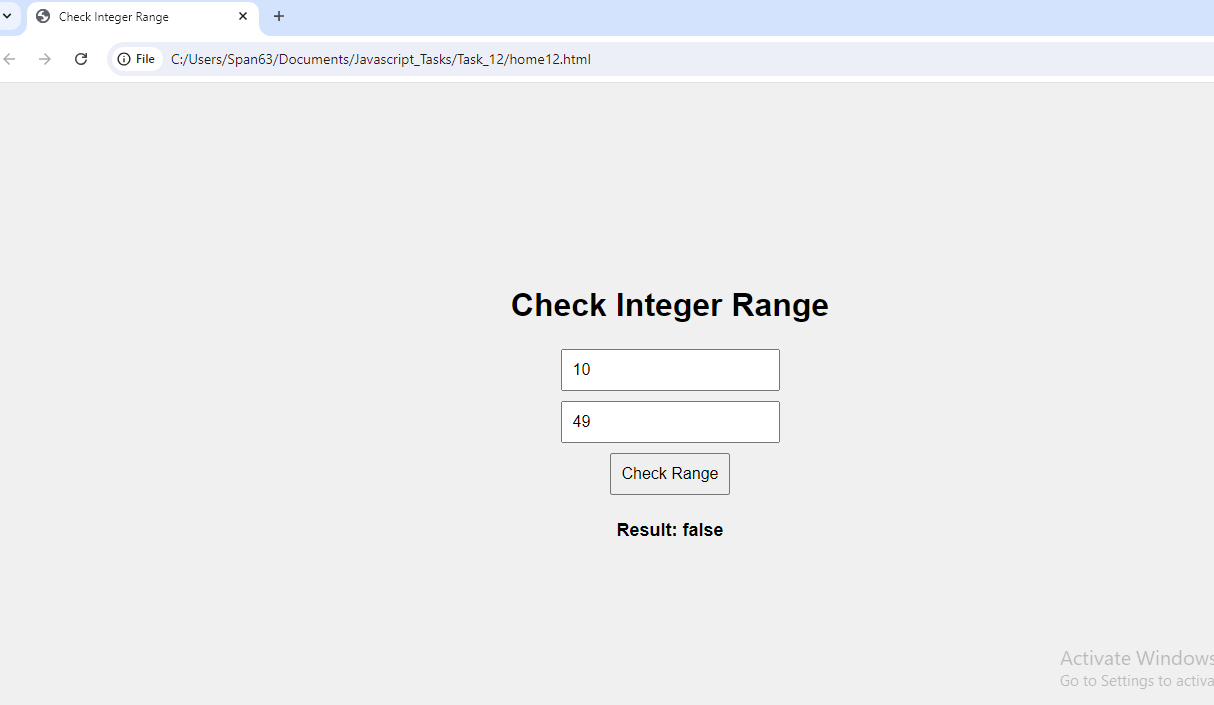 Check Integer Range
File C:/Users/Span63/Documents/Javascript_Tasks/Task_12/home12.html
Check Integer Range
10
49
Check Range
Result: false
Activate Windows
Go to Settings to activa